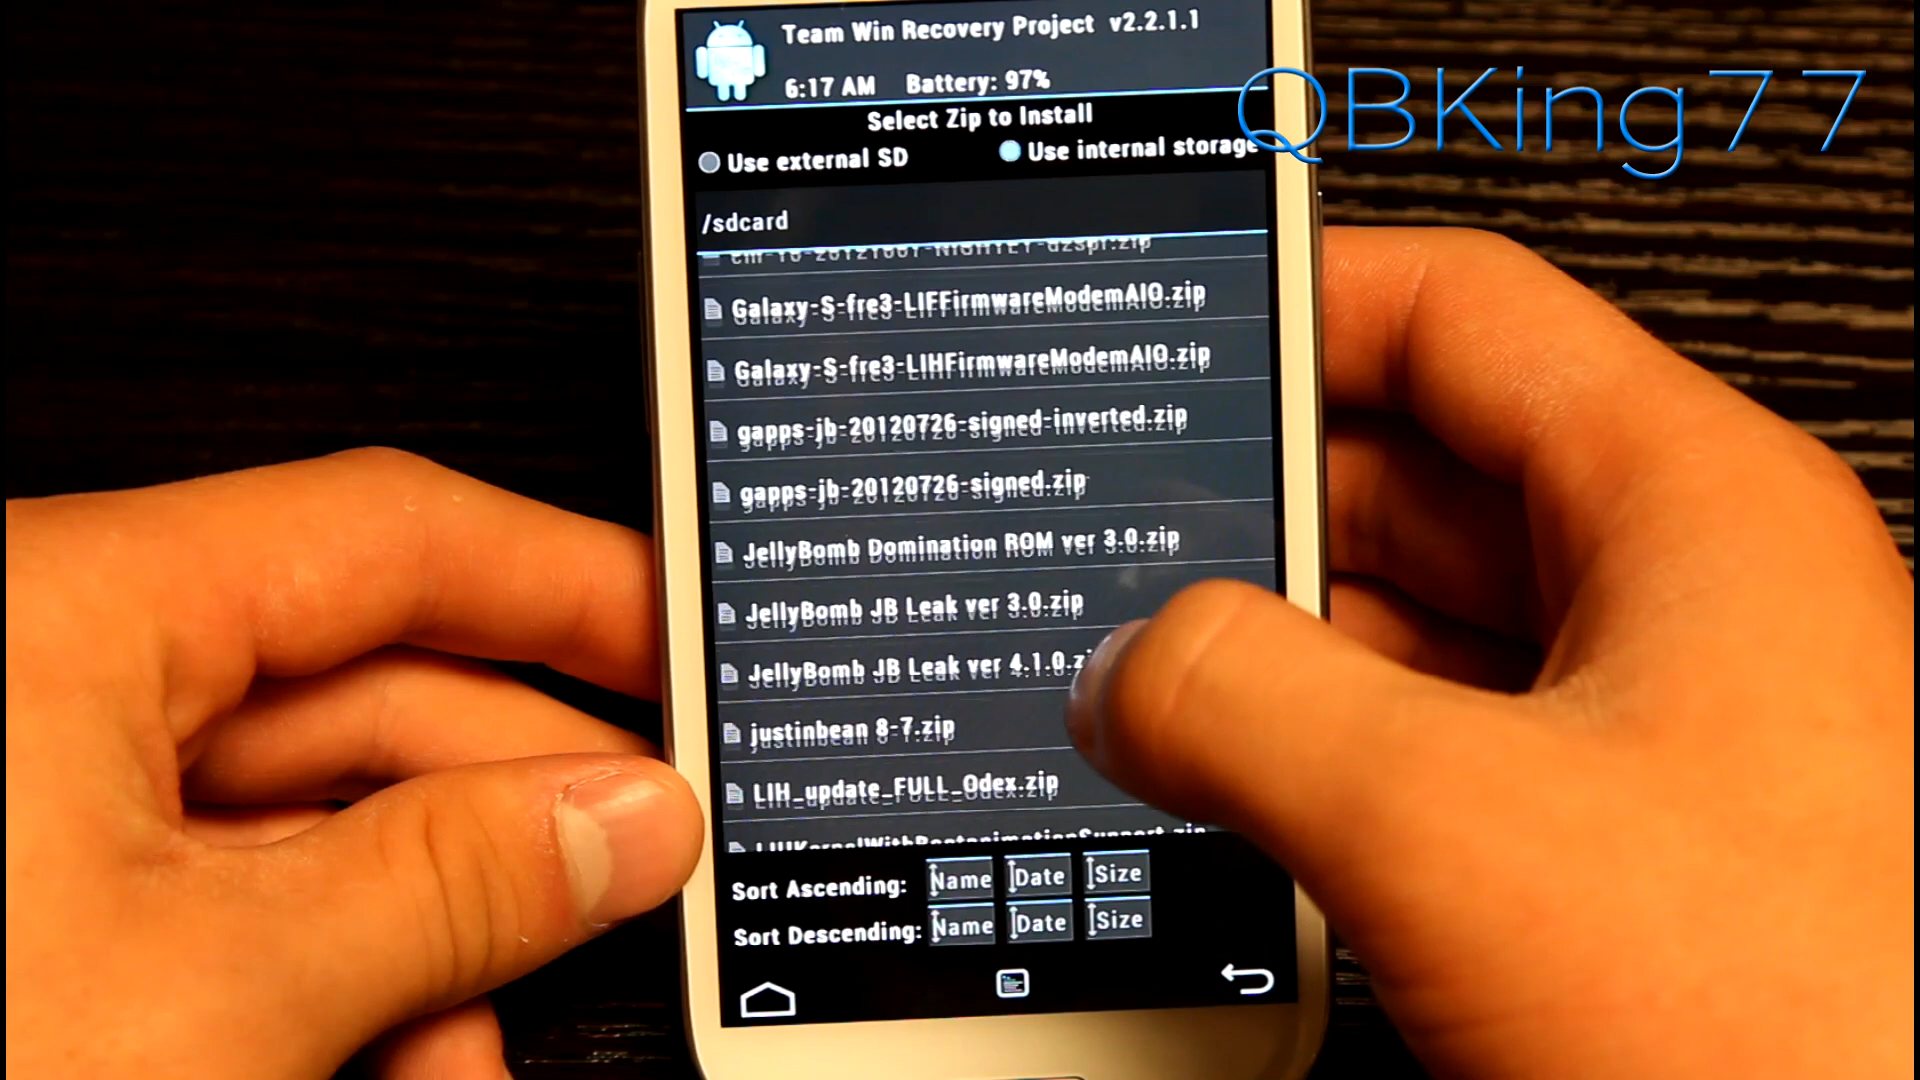 Team Win Recovery Project v2.2.1.1
6:17 AM Battery: 97%
QBKing77
Select Zip to Install
Use external SD Use internal storage
/sdcard
Galaxy-S-fre3-LIFFirmwareModemAIO.zip
Galaxy-S-fre3-LIHFirmwareModemAIO.zip
gapps-jb-20120726-signed-inverted.zip
gapps-jb-20120726-signed.zip
JellyBomb Domination ROM ver 3.0.zip
JellyBomb JB Leak ver 3.0.zip
JellyBomb JB Leak ver 4.1.0.zi
justinbean 8-7.zip
LIH_update_FULL_Odex.zip
Sort Ascending: Name Date Size
Sort Descending: Name Date Size